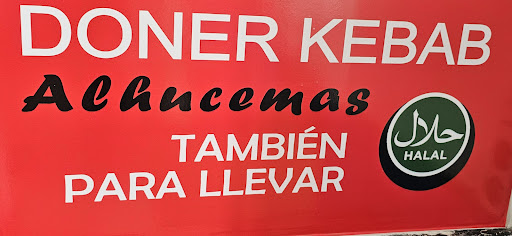 DONER KEBAB
Alhucemas
TAMBIÉN
PARA LLEVAR
حلال
HALAL